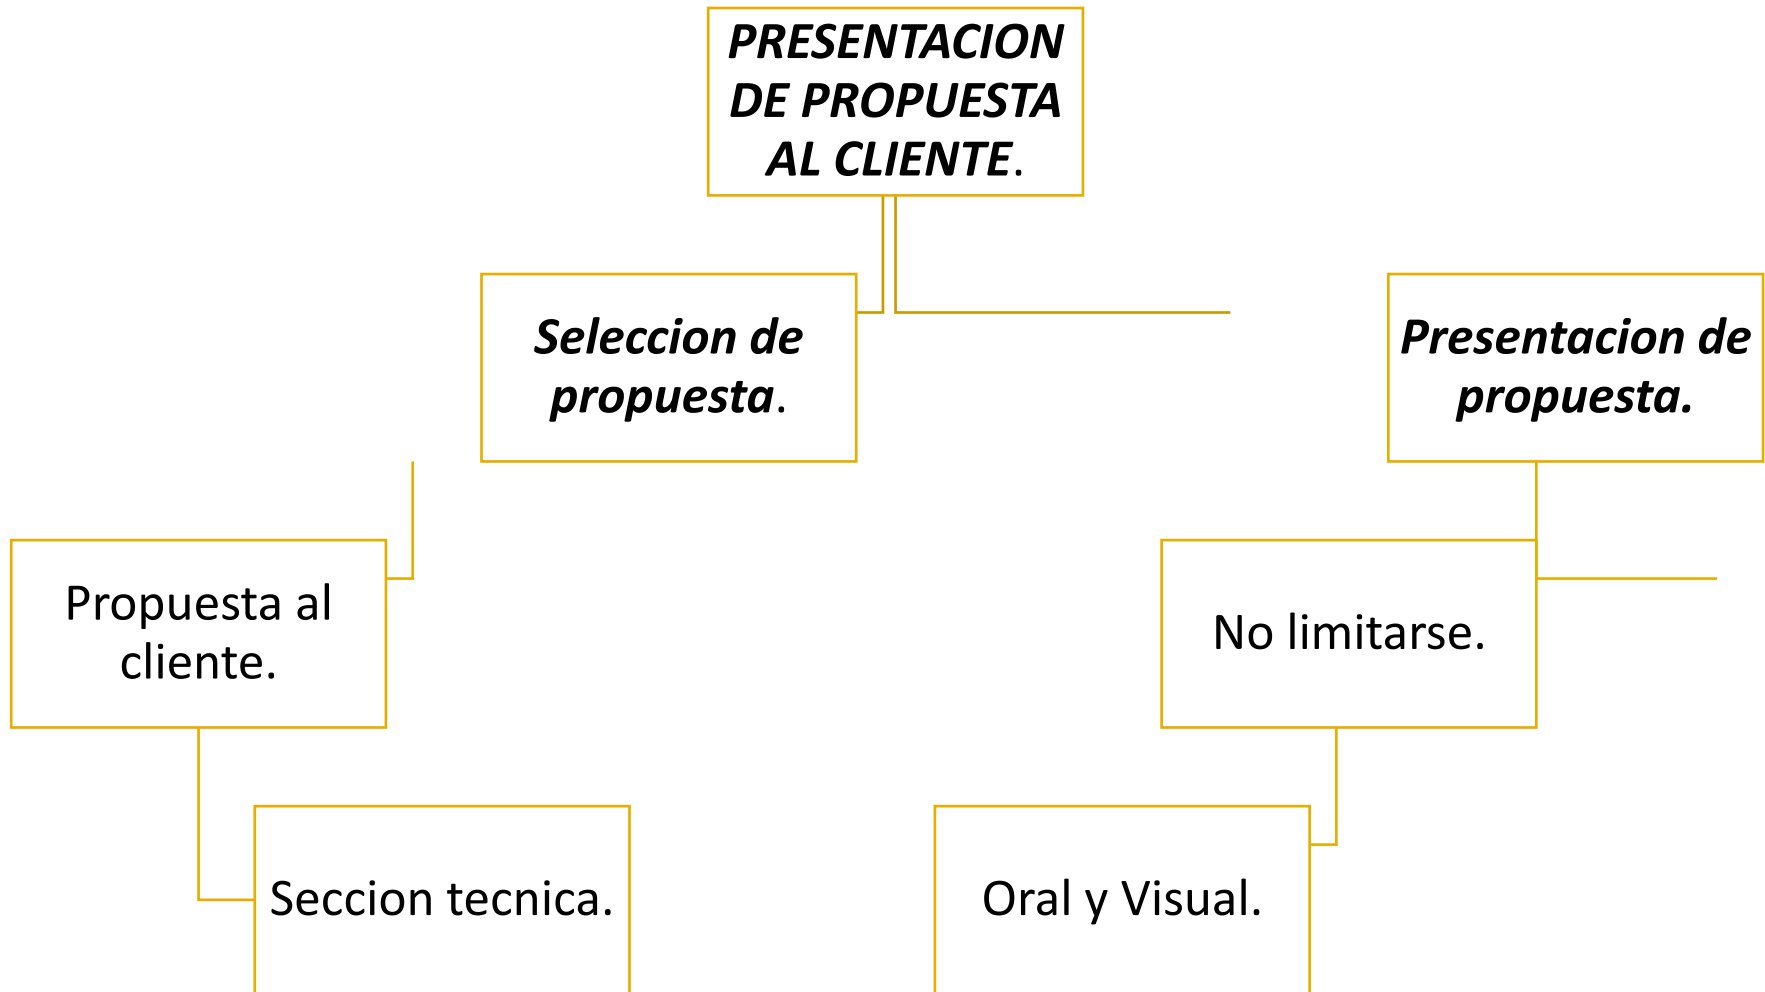 PRESENTACION
DE PROPUESTA
AL CLIENTE.
Seleccion de
propuesta.
Presentacion de
propuesta.
Propuesta al
cliente.
No limitarse.
Seccion tecnica.
Oral y Visual.